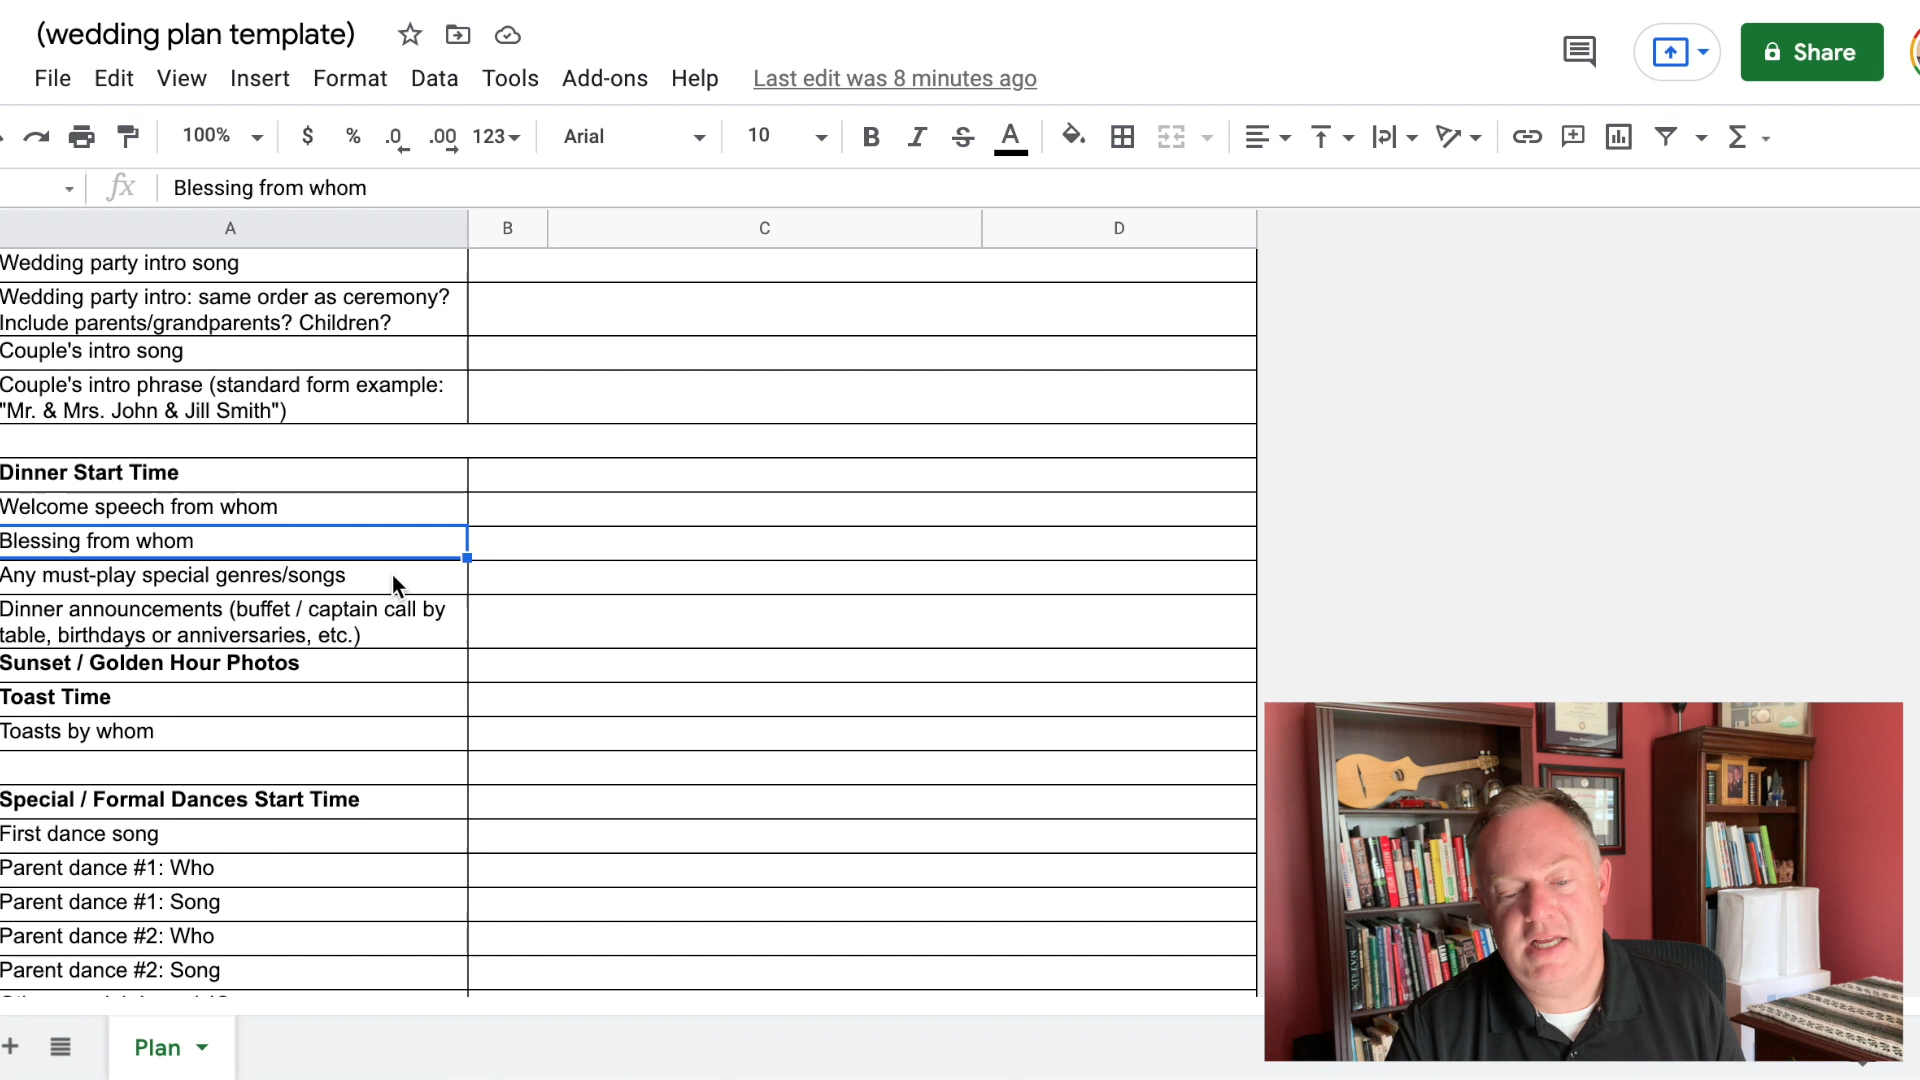 (wedding plan template)
File Edit View Insert Format Data Tools Add-ons Help Last edit was 8 minutes ago
Share
100% $ % .0 .00 123 Arial 10 B I S A Σ
fx Blessing from whom
A B C D
Wedding party intro song
Wedding party intro: same order as ceremony?
Include parents/grandparents? Children?
Couple's intro song
Couple's intro phrase (standard form example:
"Mr. & Mrs. John & Jill Smith")
Dinner Start Time
Welcome speech from whom
Blessing from whom
Any must-play special genres/songs
Dinner announcements (buffet / captain call by
table, birthdays or anniversaries, etc.)
Sunset / Golden Hour Photos
Toast Time
Toasts by whom
Special / Formal Dances Start Time
First dance song
Parent dance #1: Who
Parent dance #1: Song
Parent dance #2: Who
Parent dance #2: Song
Plan